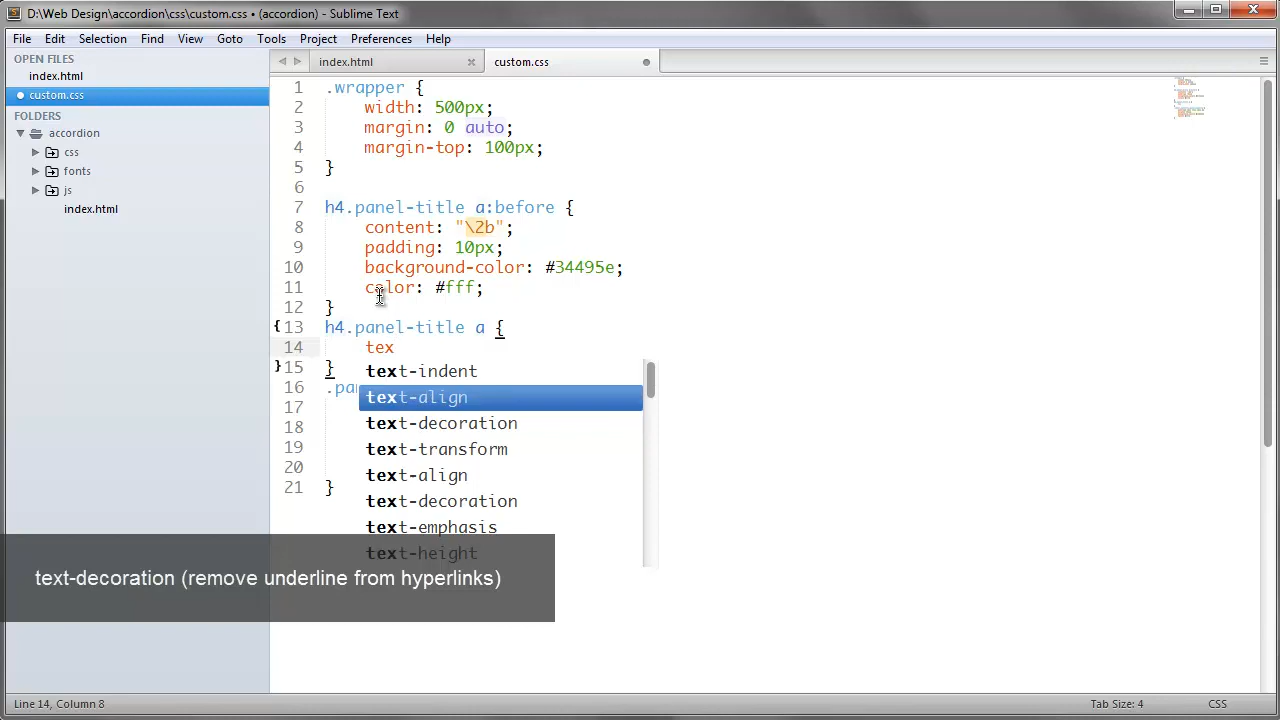 D:\Web Design\accordion\css\custom.css • (accordion) - Sublime Text
File Edit Selection Find View Goto Tools Project Preferences Help
OPEN FILES
index.html
custom.css
FOLDERS
accordion
css
fonts
js
index.html
index.html
custom.css
1 .wrapper {
2 width: 500px;
3 margin: 0 auto;
4 margin-top: 100px;
5 }
6
7 h4.panel-title a:before {
8 content: "\2b";
9 padding: 10px;
10 background-color: #34495e;
11 color: #fff;
12 }
13 h4.panel-title a {
14 tex
15 }
16 .pa
17
18
19
20
21 }
text-indent
text-align
text-decoration
text-transform
text-align
text-decoration
text-emphasis
text-height
text-decoration (remove underline from hyperlinks)
Line 14, Column 8
Tab Size: 4
CSS